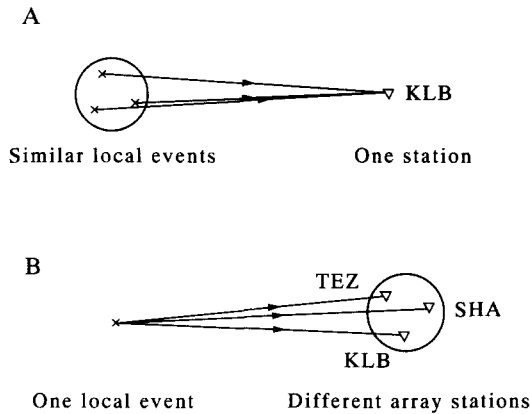 A
KLB
Similar local events One station
B
TEZ
SHA
KLB
One local event Different array stations